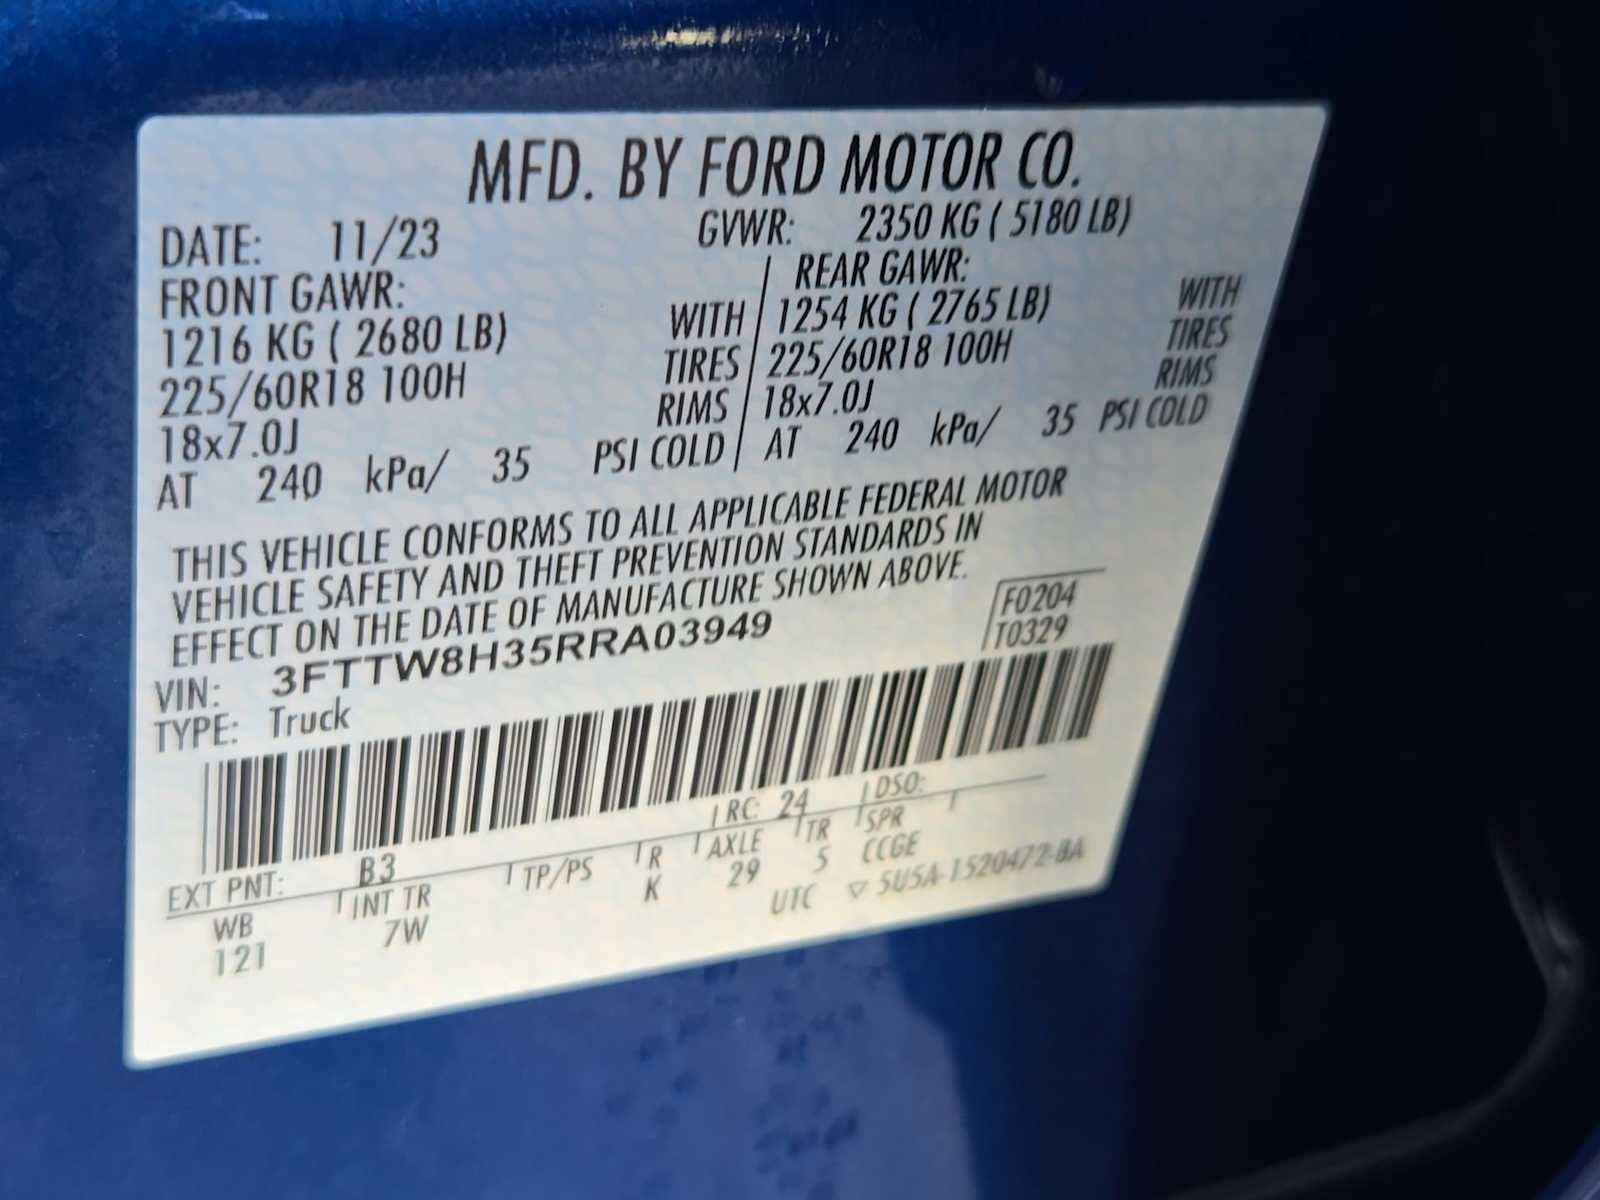 MFD. BY FORD MOTOR CO.
DATE: 11/23 GVWR: 2350 KG ( 5180 LB)
FRONT GAWR: REAR GAWR:
1216 KG ( 2680 LB) WITH 1254 KG ( 2765 LB) WITH
225/60R18 100H TIRES 225/60R18 100H TIRES
18x7.0J RIMS 18x7.0J RIMS
AT 240 kPa/ 35 PSI COLD AT 240 kPa/ 35 PSI COLD
THIS VEHICLE CONFORMS TO ALL APPLICABLE FEDERAL MOTOR
VEHICLE SAFETY AND THEFT PREVENTION STANDARDS IN
EFFECT ON THE DATE OF MANUFACTURE SHOWN ABOVE.
VIN: 3FTTW8H35RRA03949 F0204
TYPE: Truck T0329
EXT PNT: B3 RC: 24 DSO:
WB INT TR TP/PS R AXLE TR SPR
121 7W K 29 5 CCGE
UTC ▽ 5U5A-1520472-BA